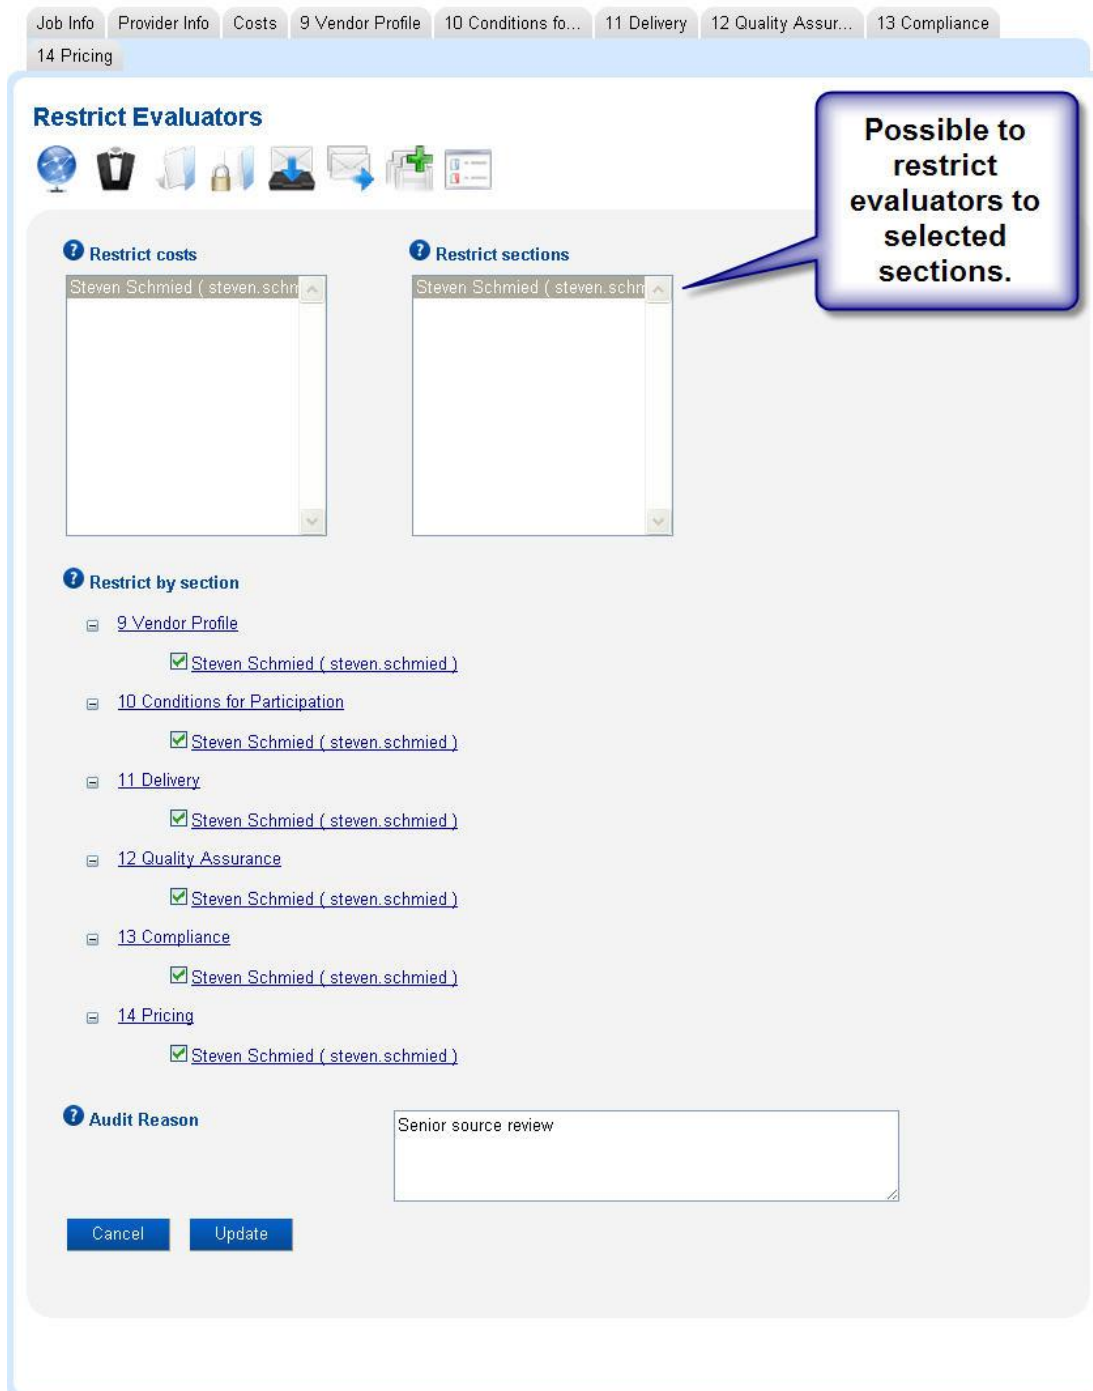 Job Info Provider Info Costs 9 Vendor Profile 10 Conditions fo... 11 Delivery 12 Quality Assur... 13 Compliance
14 Pricing
Restrict Evaluators
Possible to
restrict
evaluators to
selected
sections.
Restrict costs
Restrict sections
Steven Schmied ( steven.schm
Steven Schmied ( steven.schm
Restrict by section
9 Vendor Profile
Steven Schmied ( steven.schmied )
10 Conditions for Participation
Steven Schmied ( steven.schmied )
11 Delivery
Steven Schmied ( steven.schmied )
12 Quality Assurance
Steven Schmied ( steven.schmied )
13 Compliance
Steven Schmied ( steven.schmied )
14 Pricing
Steven Schmied ( steven.schmied )
Audit Reason
Senior source review
Cancel Update